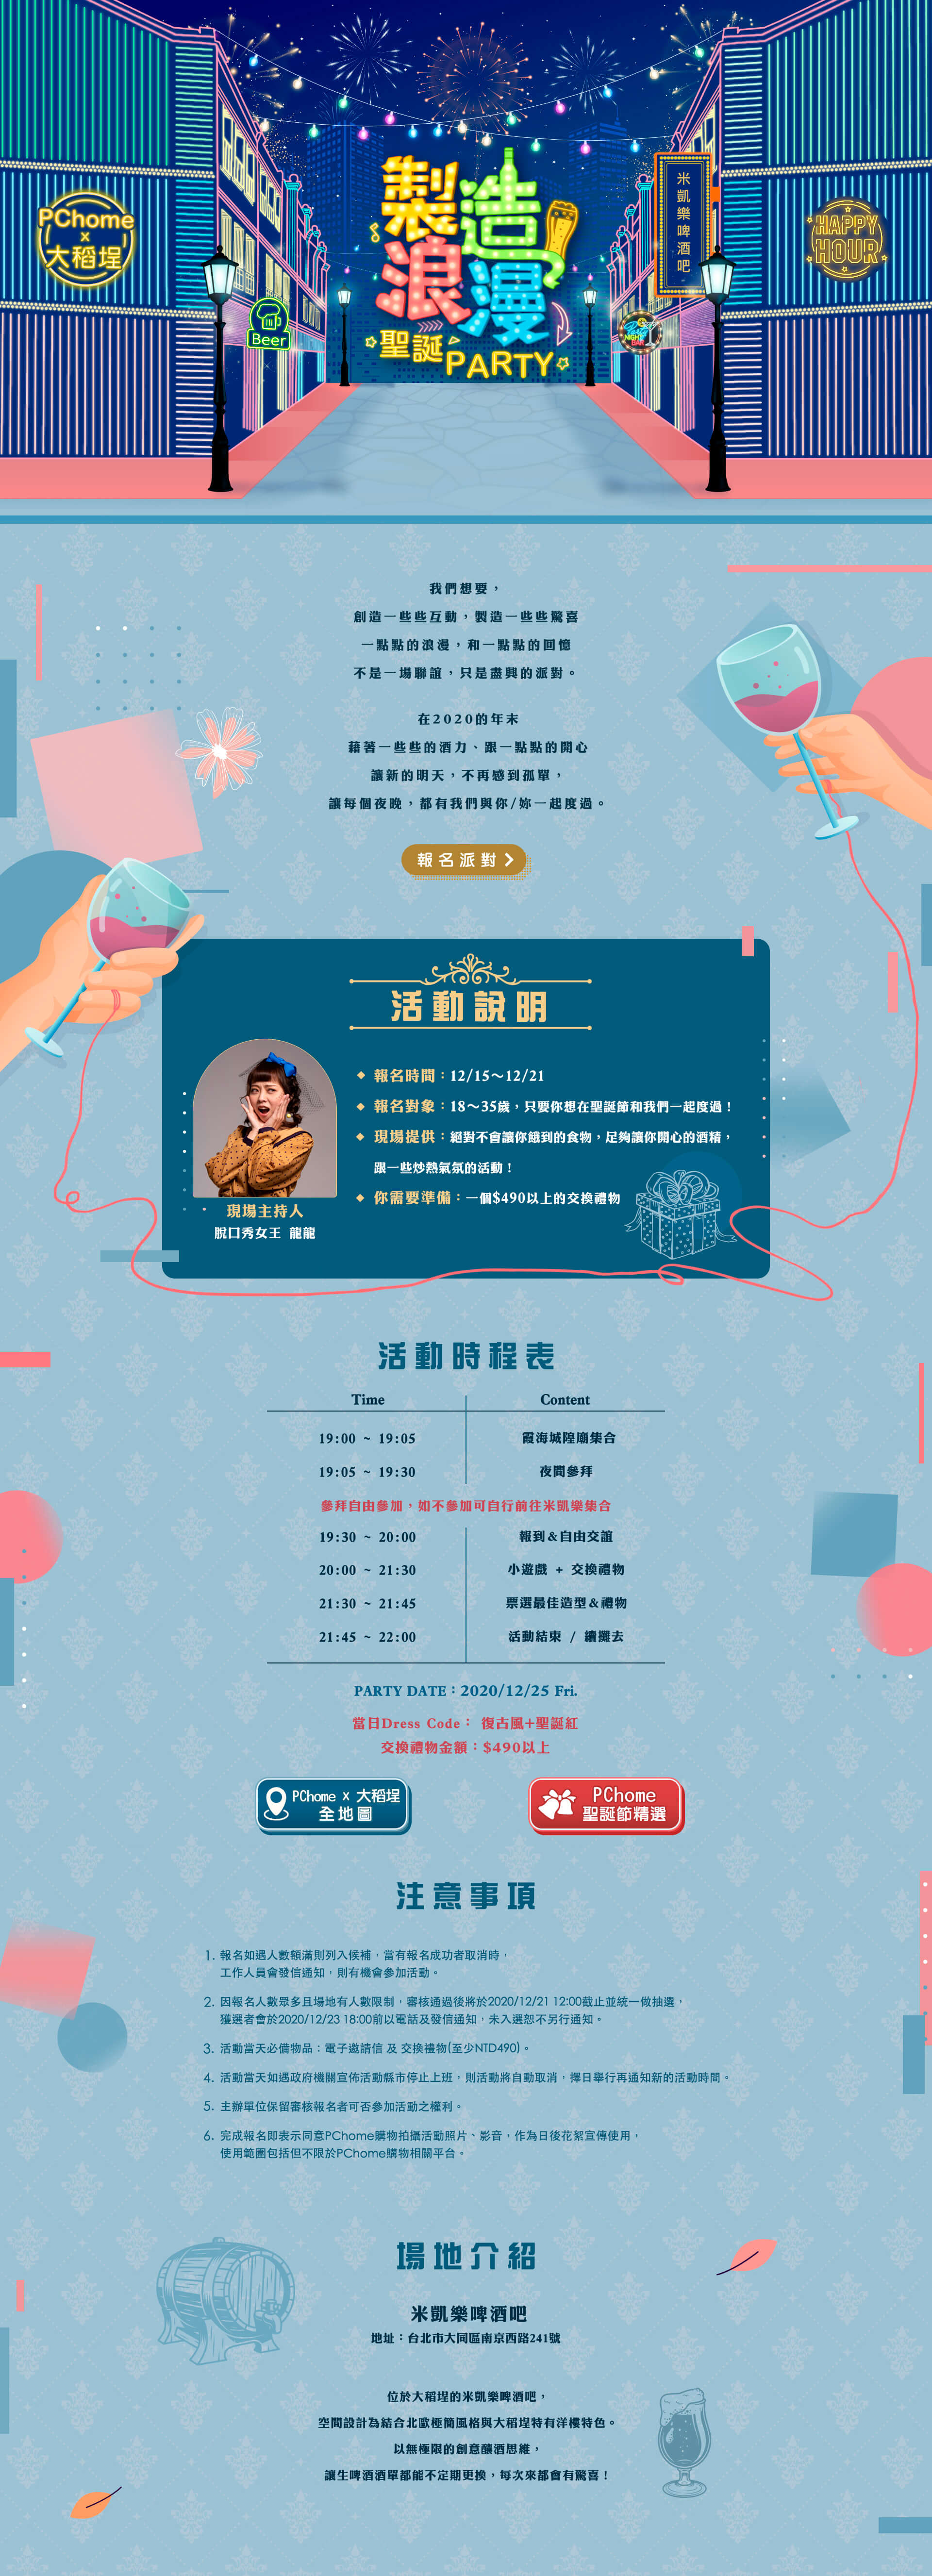 PChome
x
大稻埕
Beer
製造
浪漫
聖誕PARTY
米凱樂啤酒吧
NIGHT
BAR
HAPPY
HOUR
我們想要，
創造一些些互動，製造一些些驚喜
一點點的浪漫，和一點點的回憶
不是一場聯誼，只是盡興的派對。
在2020的年末
藉著一些些的酒力、跟一點點的開心
讓新的明天，不再感到孤單，
讓每個夜晚，都有我們與你/妳一起度過。
報名派對
活動說明
報名時間：12/15～12/21
報名對象：18～35歲，只要你想在聖誕節和我們一起度過！
現場提供：絕對不會讓你餓到的食物，足夠讓你開心的酒精，
跟一些炒熱氣氛的活動！
你需要準備：一個$490以上的交換禮物
現場主持人
脫口秀女王 龍龍
活動時程表
Time Content
19:00 ~ 19:05 霞海城隍廟集合
19:05 ~ 19:30 夜間參拜
參拜自由參加，如不參加可自行前往米凱樂集合
19:30 ~ 20:00 報到&自由交誼
20:00 ~ 21:30 小遊戲 + 交換禮物
21:30 ~ 21:45 票選最佳造型&禮物
21:45 ~ 22:00 活動結束 / 續攤去
PARTY DATE：2020/12/25 Fri.
當日Dress Code： 復古風+聖誕紅
交換禮物金額：$490以上
PChome x 大稻埕
全地圖
PChome
聖誕節精選
注意事項
1. 報名如遇人數額滿則列入候補，當有報名成功者取消時，
工作人員會發信通知，則有機會參加活動。
2. 因報名人數眾多且場地有人數限制，審核通過後將於2020/12/21 12:00截止並統一做抽選，
獲選者會於2020/12/23 18:00前以電話及發信通知，未入選恕不另行通知。
3. 活動當天必備物品：電子邀請信 及 交換禮物(至少NTD490)。
4. 活動當天如遇政府機關宣佈活動縣市停止上班，則活動將自動取消，擇日舉行再通知新的活動時間。
5. 主辦單位保留審核報名者可否參加活動之權利。
6. 完成報名即表示同意PChome購物拍攝活動照片、影音，作為日後花絮宣傳使用，
使用範圍包括但不限於PChome購物相關平台。
場地介紹
米凱樂啤酒吧
地址：台北市大同區南京西路241號
位於大稻埕的米凱樂啤酒吧，
空間設計為結合北歐極簡風格與大稻埕特有洋樓特色。
以無極限的創意釀酒思維，
讓生啤酒酒單都能不定期更換，每次來都會有驚喜！